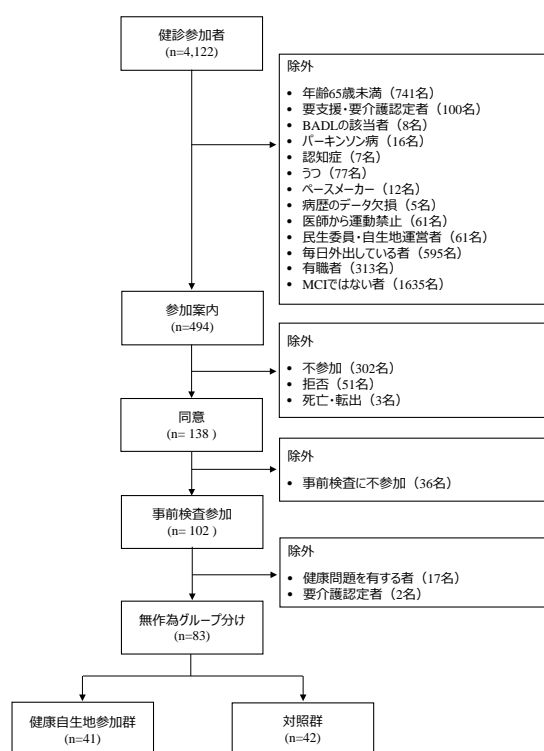 健診参加者
(n=4,122)
除外
• 年齢65歳未満（741名）
• 要支援・要介護認定者（100名）
• BADLの該当者（8名）
• パーキンソン病（16名）
• 認知症（7名）
• うつ（77名）
• ペースメーカー（12名）
• 病歴のデータ欠損（5名）
• 医師から運動禁止（61名）
• 民生委員・自生地運営者（61名）
• 毎日外出している者（595名）
• 有職者（313名）
• MCIではない者（1635名）
参加案内
(n=494)
除外
• 不参加（302名）
• 拒否（51名）
• 死亡・転出（3名）
同意
(n= 138 )
除外
• 事前検査に不参加（36名）
事前検査参加
(n= 102 )
除外
• 健康問題を有する者（17名）
• 要介護認定者（2名）
無作為グループ分け
(n=83)
健康自生地参加群
(n=41)
対照群
(n=42)